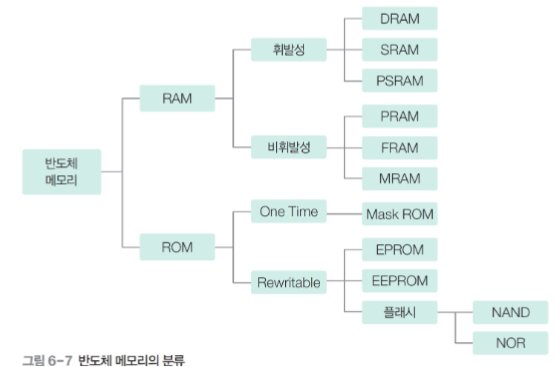 DRAM
휘발성
SRAM
PSRAM
RAM
PRAM
비휘발성
FRAM
MRAM
반도체
메모리
One Time
Mask ROM
ROM
EPROM
Rewritable
EEPROM
플래시
NAND
NOR
그림 6-7 반도체 메모리의 분류